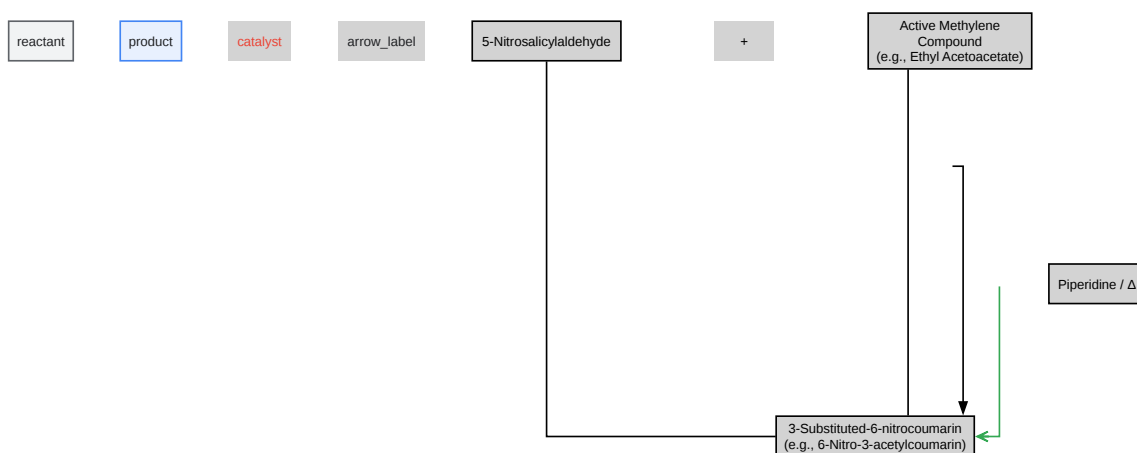 reactant
product
catalyst
arrow_label
5-Nitrosalicylaldehyde
+
Active Methylene
Compound
(e.g., Ethyl Acetoacetate)
Piperidine / Δ
3-Substituted-6-nitrocoumarin
(e.g., 6-Nitro-3-acetylcoumarin)